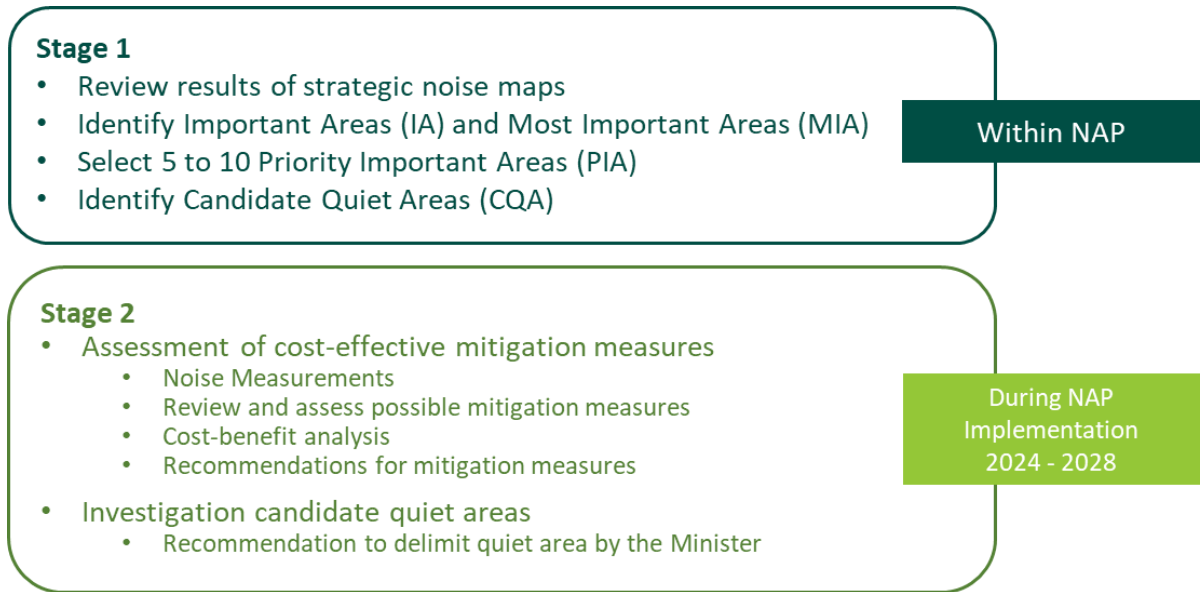 Stage 1
• Review results of strategic noise maps
• Identify Important Areas (IA) and Most Important Areas (MIA)
• Select 5 to 10 Priority Important Areas (PIA)
• Identify Candidate Quiet Areas (CQA)
Within NAP
Stage 2
• Assessment of cost-effective mitigation measures
• Noise Measurements
• Review and assess possible mitigation measures
• Cost-benefit analysis
• Recommendations for mitigation measures
• Investigation candidate quiet areas
• Recommendation to delimit quiet area by the Minister
During NAP
Implementation
2024 - 2028